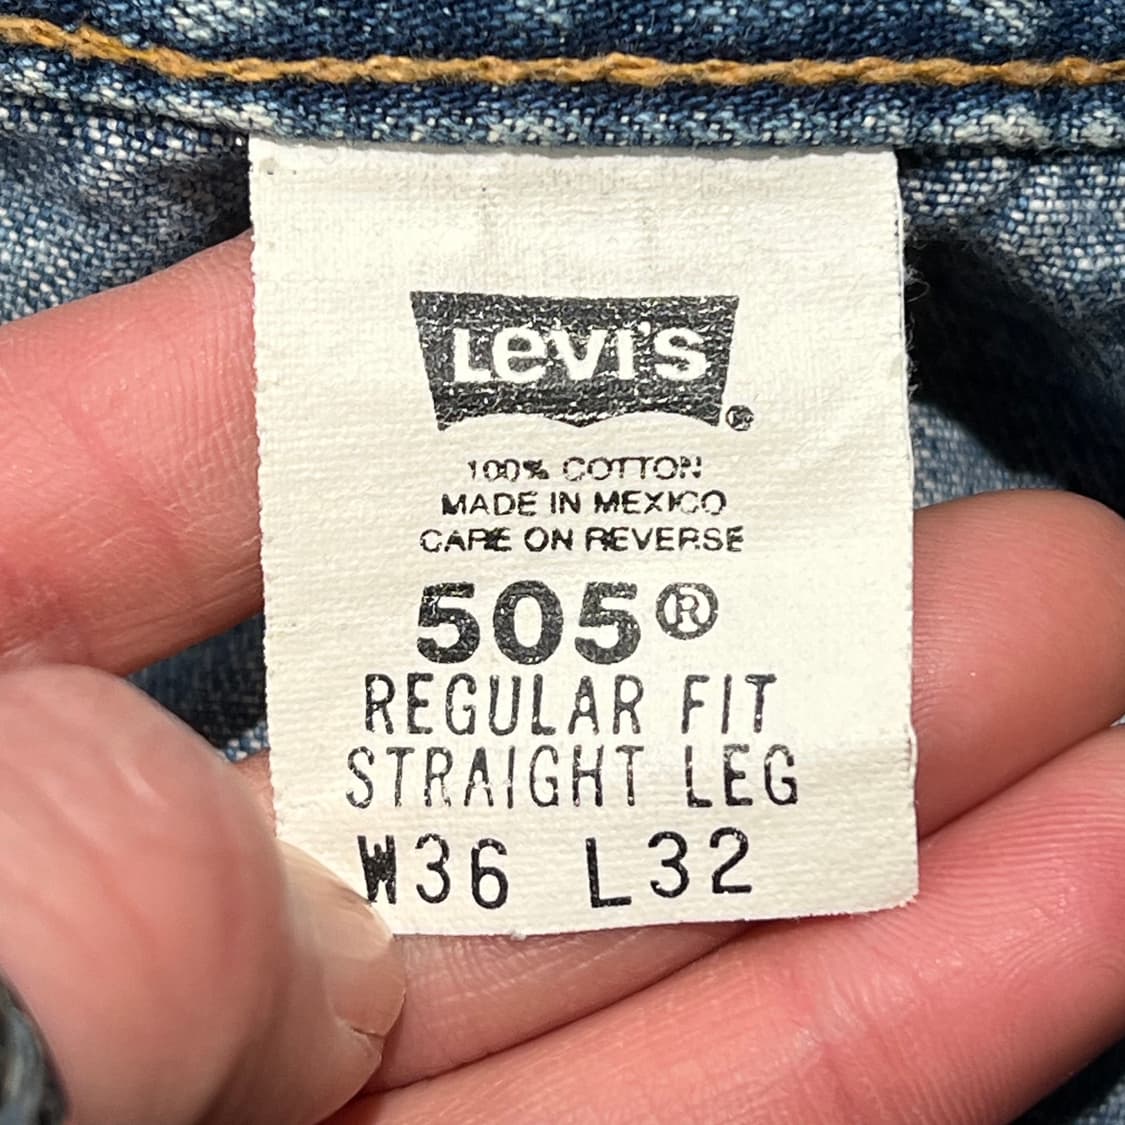 Levi's ®
100% COTTON
MADE IN MEXICO
CARE ON REVERSE
505®
REGULAR FIT
STRAIGHT LEG
W36 L32